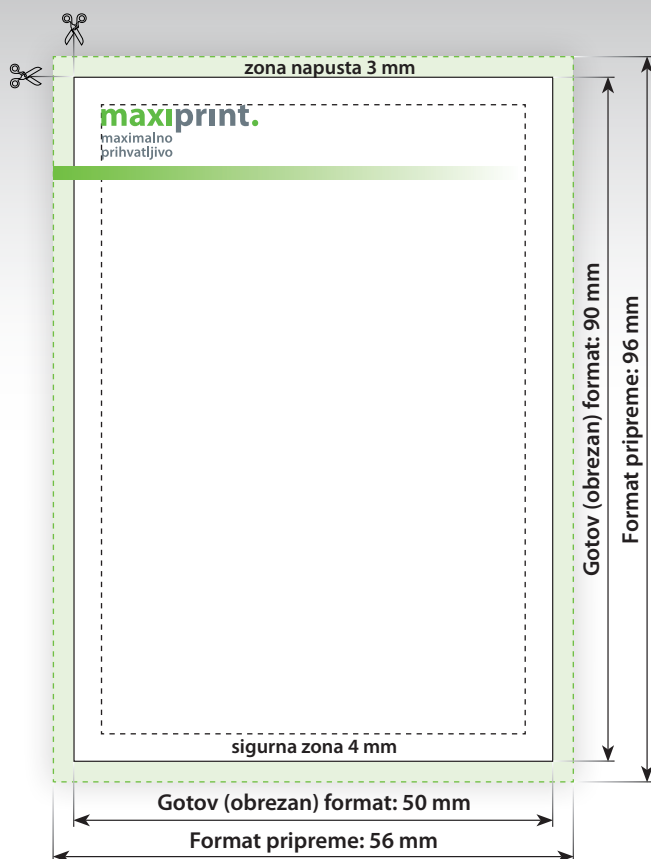 zona napusta 3 mm
maxiprint.
maximalno
prihvatljivo
Gotov (obrezan) format: 90 mm
Format pripreme: 96 mm
sigurna zona 4 mm
Gotov (obrezan) format: 50 mm
Format pripreme: 56 mm